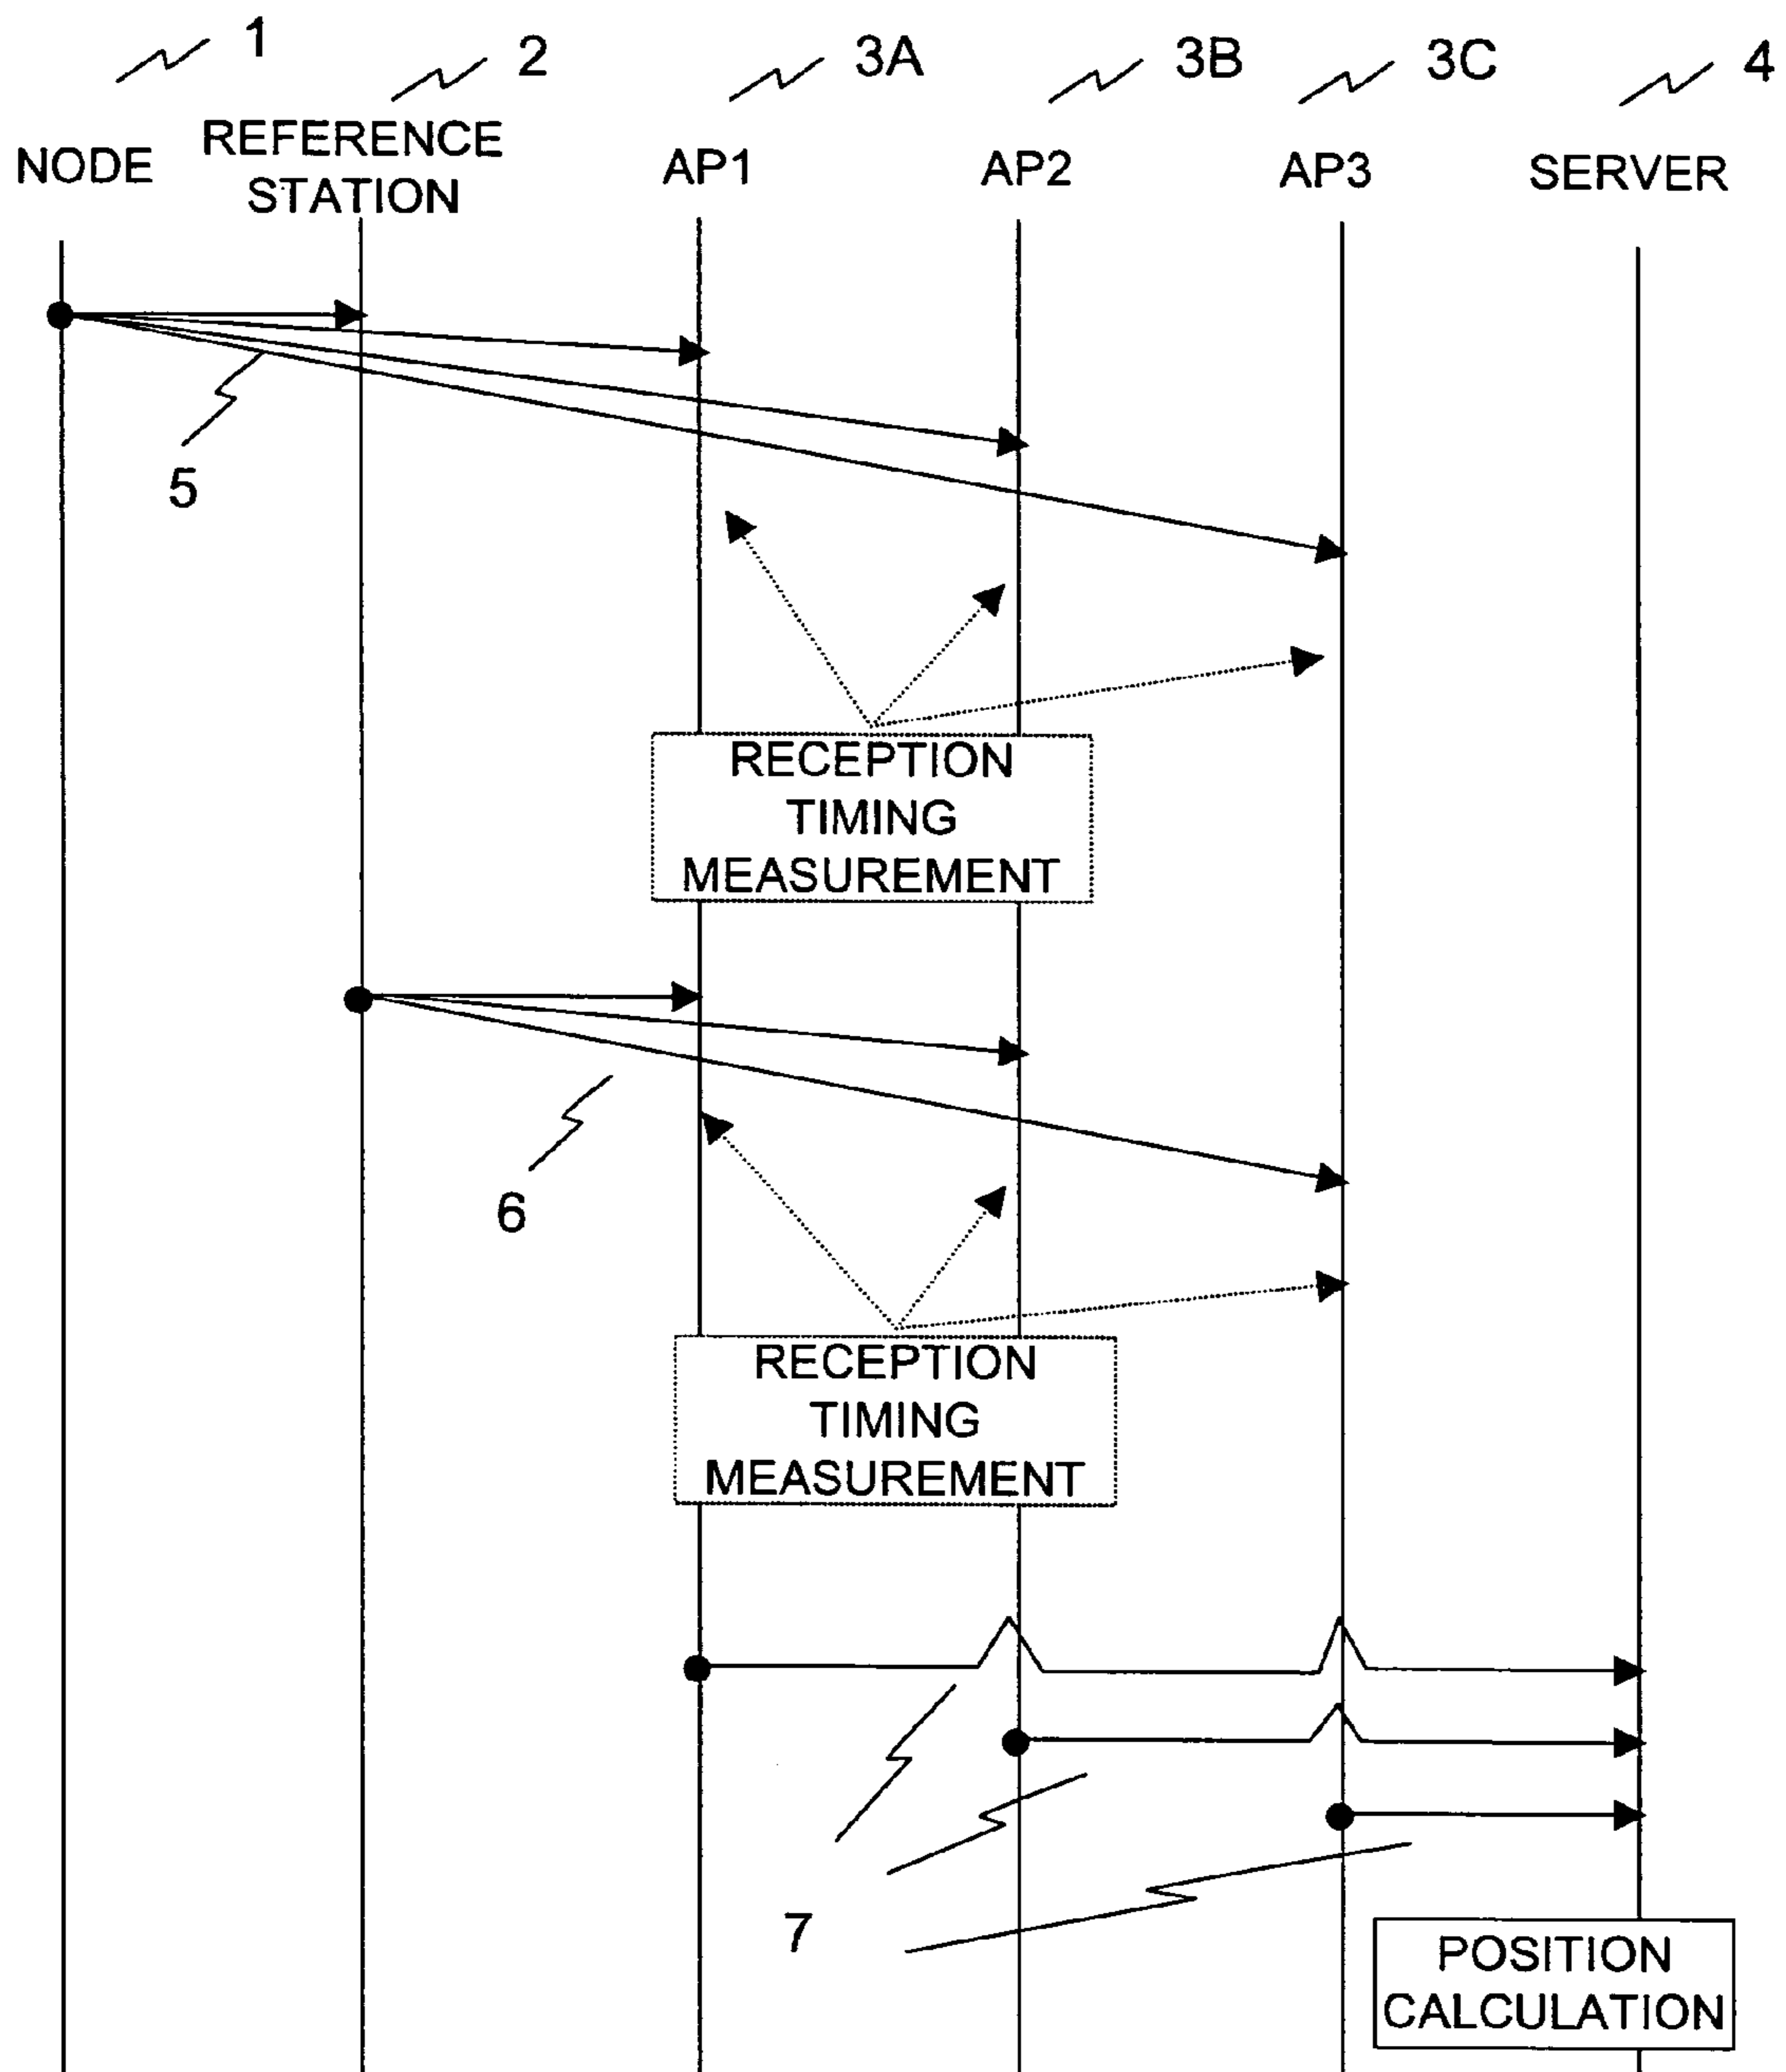 1
2
3A
3B
3C
4
NODE
REFERENCE
STATION
AP1
AP2
AP3
SERVER
5
RECEPTION
TIMING
MEASUREMENT
6
RECEPTION
TIMING
MEASUREMENT
7
POSITION
CALCULATION